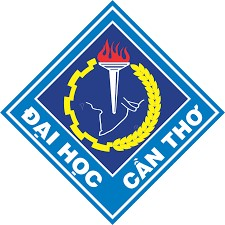 ĐẠI HỌC
CẦN THƠ